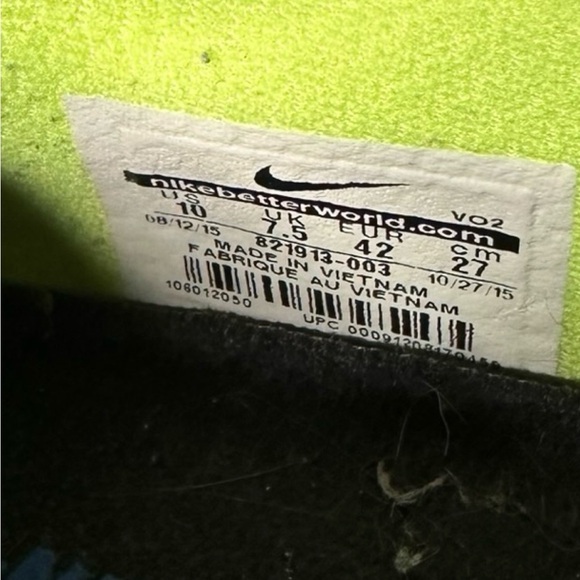 nikebetterworld.com
VO2
US UK EUR cm
10 7.5 42 27
08/12/15 821913-003 10/27/15
MADE IN VIETNAM
FABRIQUE AU VIETNAM
106012050
UPC